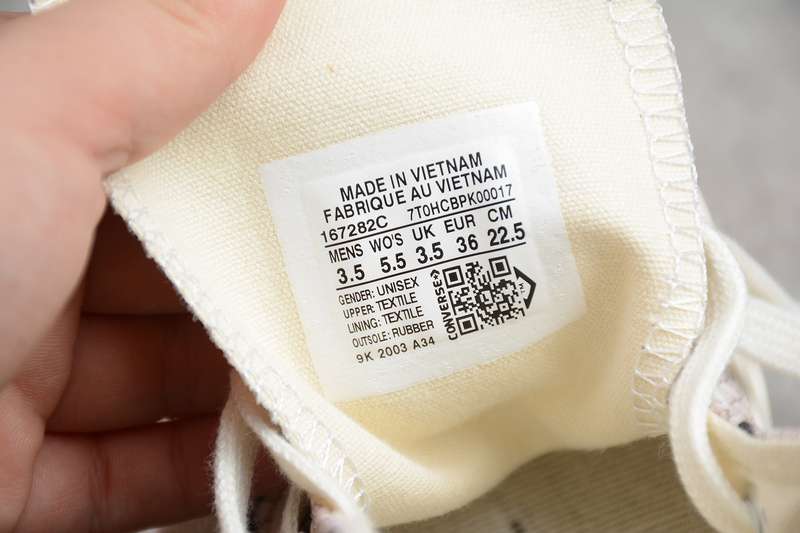 MADE IN VIETNAM
FABRIQUE AU VIETNAM
167282C 7T0HCBPK00017
MENS WO'S UK EUR CM
3.5 5.5 3.5 36 22.5
GENDER: UNISEX
UPPER: TEXTILE
LINING: TEXTILE
OUTSOLE: RUBBER
9K 2003 A34
CONVERSE
TM